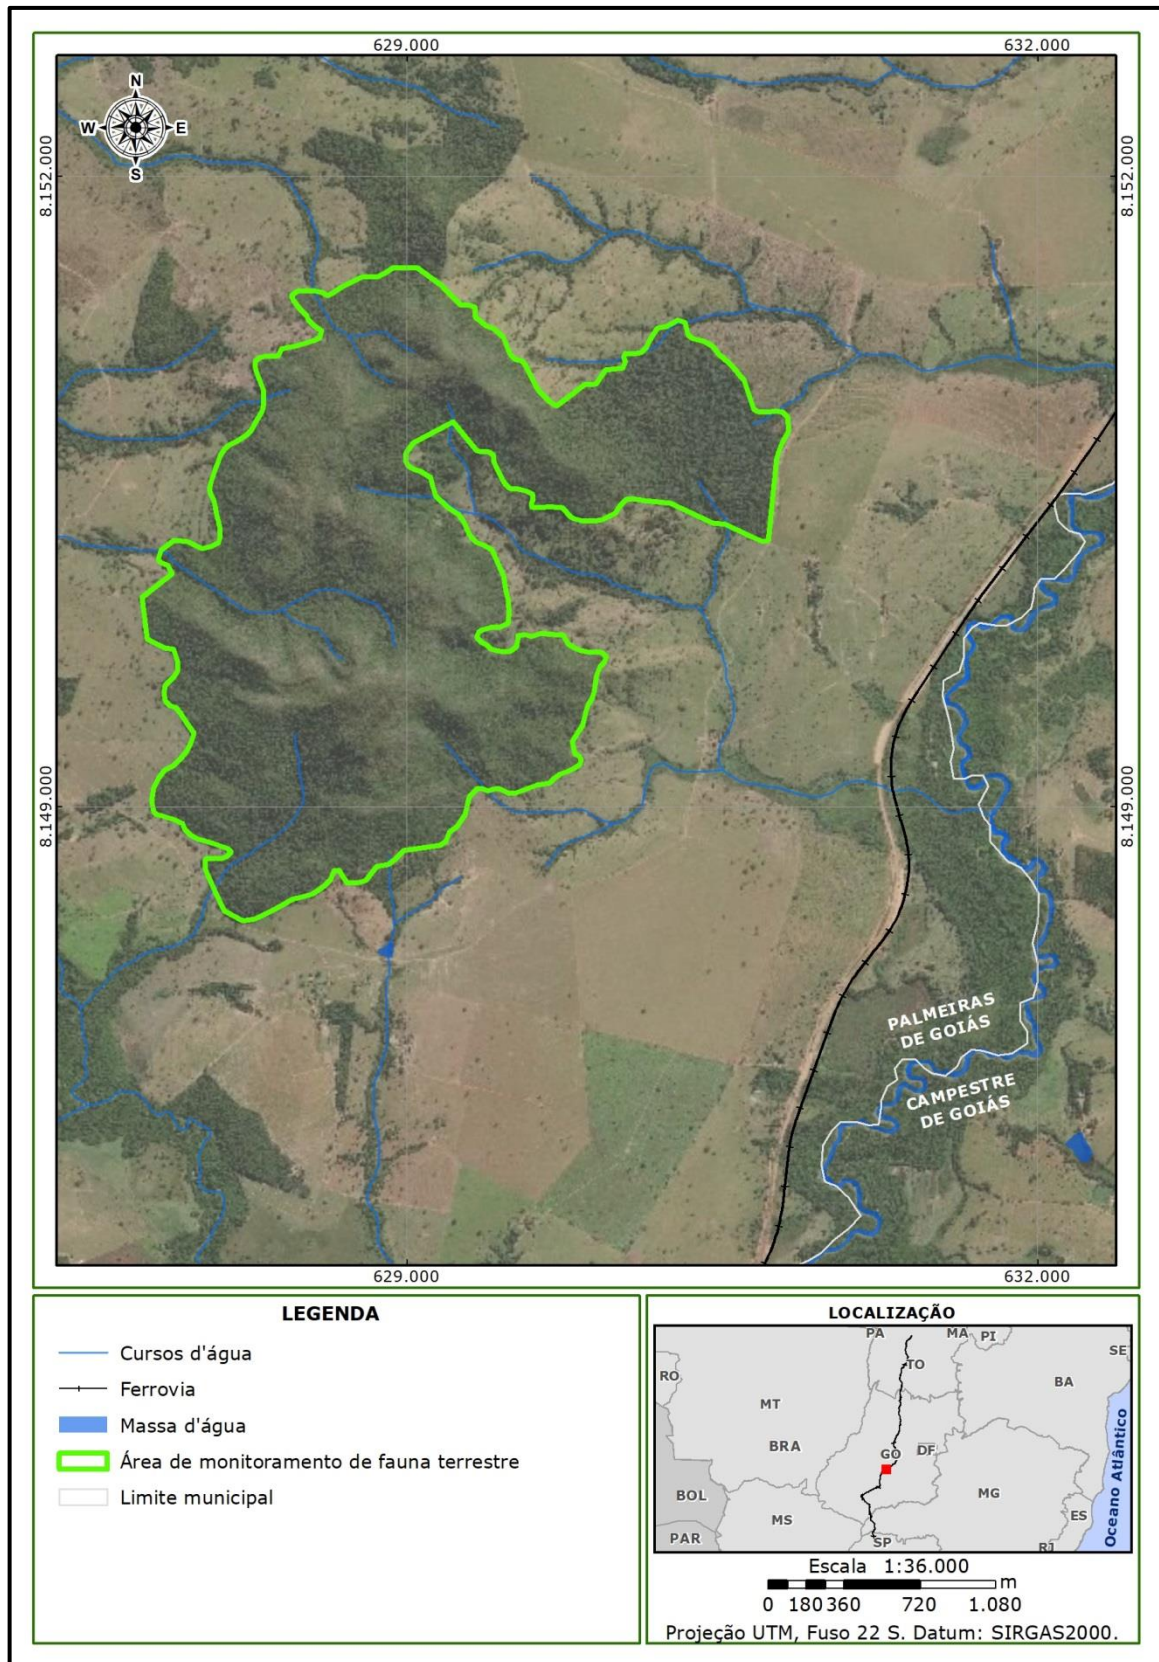 629.000
632.000
N
W
E
S
8.152.000
8.152.000
8.149.000
8.149.000
PALMEIRAS
DE GOIÁS
CAMPESTRE
DE GOIÁS
629.000
632.000
LEGENDA
Cursos d'água
Ferrovia
Massa d'água
Área de monitoramento de fauna terrestre
Limite municipal
LOCALIZAÇÃO
PA
MA
PI
SE
RO
TO
BA
MT
BRA
GO
DF
BOL
MG
MS
ES
PAR
SP
RJ
Oceano Atlântico
Escala 1:36.000
m
0 180 360 720 1.080
Projeção UTM, Fuso 22 S. Datum: SIRGAS2000.